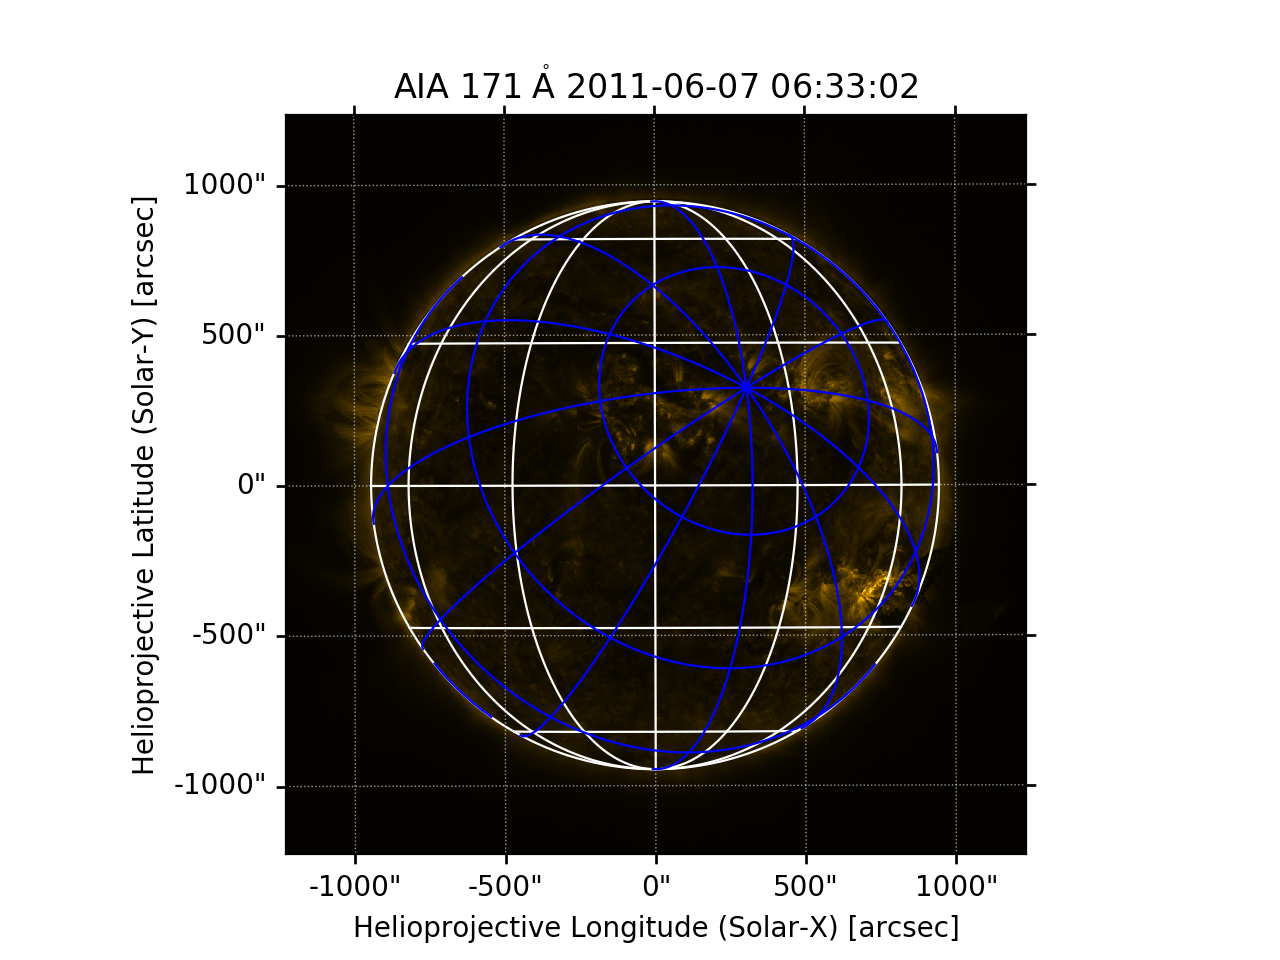 AIA 171 Å 2011-06-07 06:33:02
1000"
500"
0"
-500"
-1000"
Helioprojective Latitude (Solar-Y) [arcsec]
-1000" -500" 0" 500" 1000"
Helioprojective Longitude (Solar-X) [arcsec]